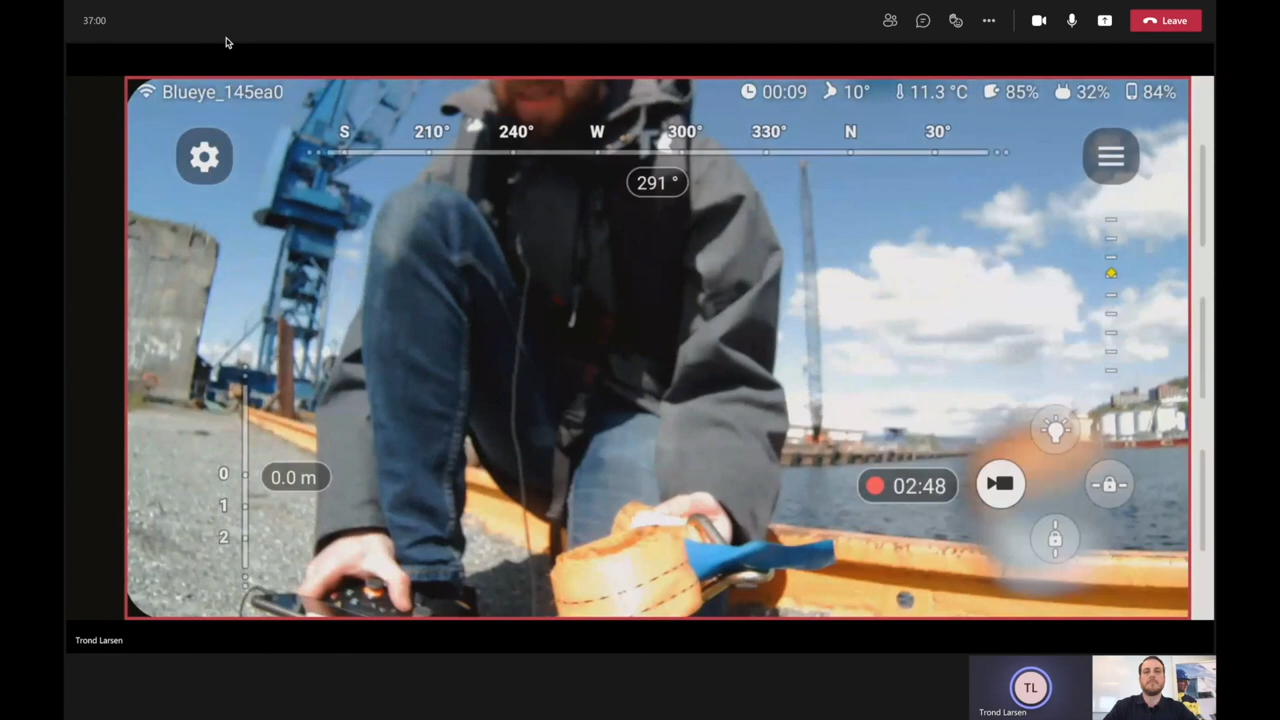 37:00
Leave
Blueye_145ea0
00:09
10°
11.3 °C
85%
32%
84%
S 210° 240° W 300° 330° N 30°
291 °
0
0.0 m
1
2
02:48
Trond Larsen
TL
Trond Larsen